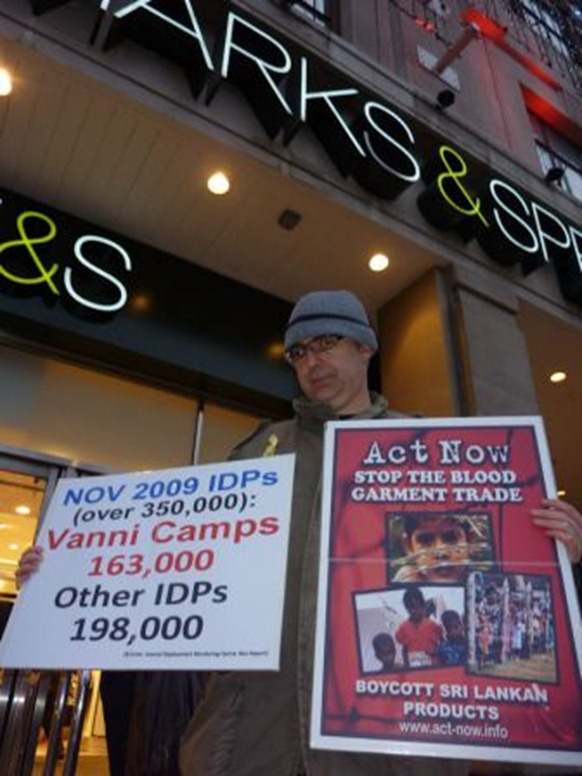 ARKS & SPE
& S
NOV 2009 IDPs
(over 350,000):
Vanni Camps
163,000
Other IDPs
198,000
Act Now
STOP THE BLOOD
GARMENT TRADE
BOYCOTT SRI LANKAN
PRODUCTS
www.act-now.info